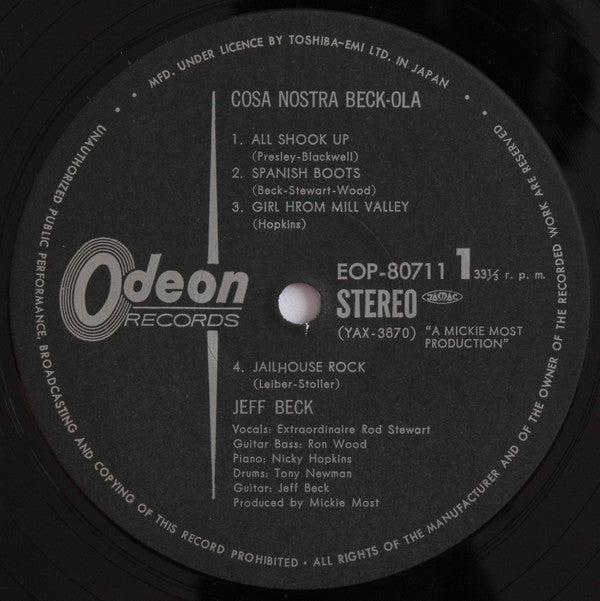 • MFD. UNDER LICENCE BY TOSHIBA-EMI LTD. IN JAPAN •
COSA NOSTRA BECK-OLA
1. ALL SHOOK UP
(Presley-Blackwell)
2. SPANISH BOOTS
(Beck-Stewart-Wood)
3. GIRL HROM MILL VALLEY
(Hopkins)
Odeon
RECORDS
EOP-80711 1 33⅓ r. p. m.
STEREO JASRAC
(YAX-3870) "A MICKIE MOST
PRODUCTION"
4. JAILHOUSE ROCK
(Leiber-Stoller)
JEFF BECK
Vocals: Extraordinaire Rod Stewart
Guitar Bass: Ron Wood
Piano: Nicky Hopkins
Drums: Tony Newman
Guitar: Jeff Beck
Produced by Mickie Most
• UNAUTHORIZED PUBLIC PERFORMANCE, BROADCASTING AND COPYING OF THIS RECORD PROHIBITED • ALL RIGHTS OF THE MANUFACTURER AND OF THE OWNER OF THE RECORDED WORK ARE RESERVED •